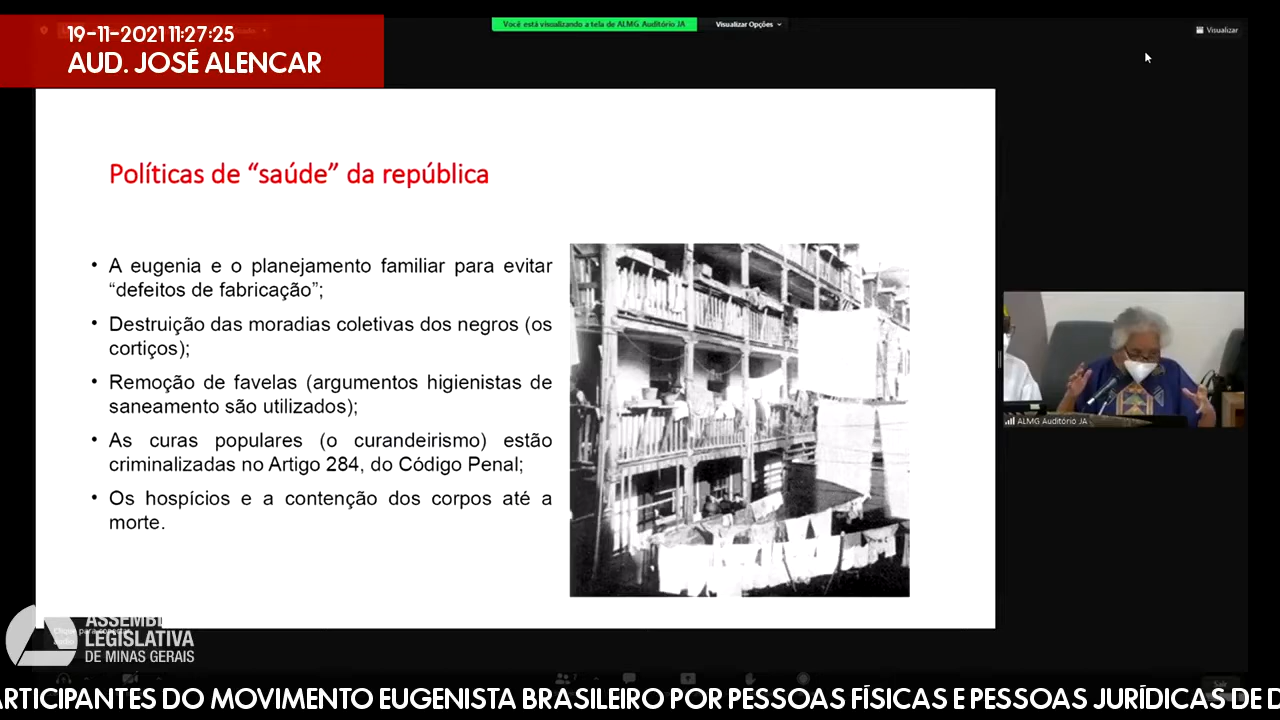 19-11-2021 11:27:25
AUD. JOSÉ ALENCAR
Você está visualizando a tela de ALMG Auditório JA
Visualizar Opções
Visualizar
Políticas de “saúde” da república
• A eugenia e o planejamento familiar para evitar
“defeitos de fabricação”;
• Destruição das moradias coletivas dos negros (os
cortiços);
• Remoção de favelas (argumentos higienistas de
saneamento são utilizados);
• As curas populares (o curandeirismo) estão
criminalizadas no Artigo 284, do Código Penal;
• Os hospícios e a contenção dos corpos até a
morte.
ALMG Auditório JA
ASSEMB
LEGISLATIVA
DE MINAS GERAIS
Sair
ARTICIPANTES DO MOVIMENTO EUGENISTA BRASILEIRO POR PESSOAS FÍSICAS E PESSOAS JURÍDICAS DE D